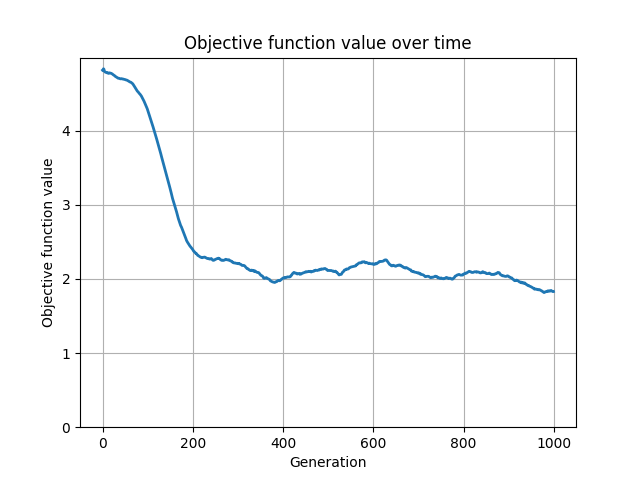 Objective function value over time
Objective function value
4
3
2
1
0
0 200 400 600 800 1000
Generation